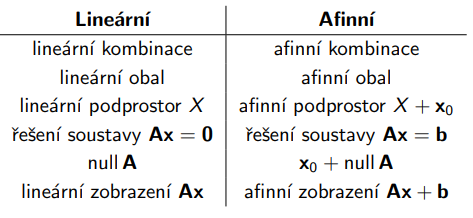 Lineární Afinní
lineární kombinace afinní kombinace
lineární obal afinní obal
lineární podprostor X afinní podprostor X + x₀
řešení soustavy Ax = 0 řešení soustavy Ax = b
null A x₀ + null A
lineární zobrazení Ax afinní zobrazení Ax + b